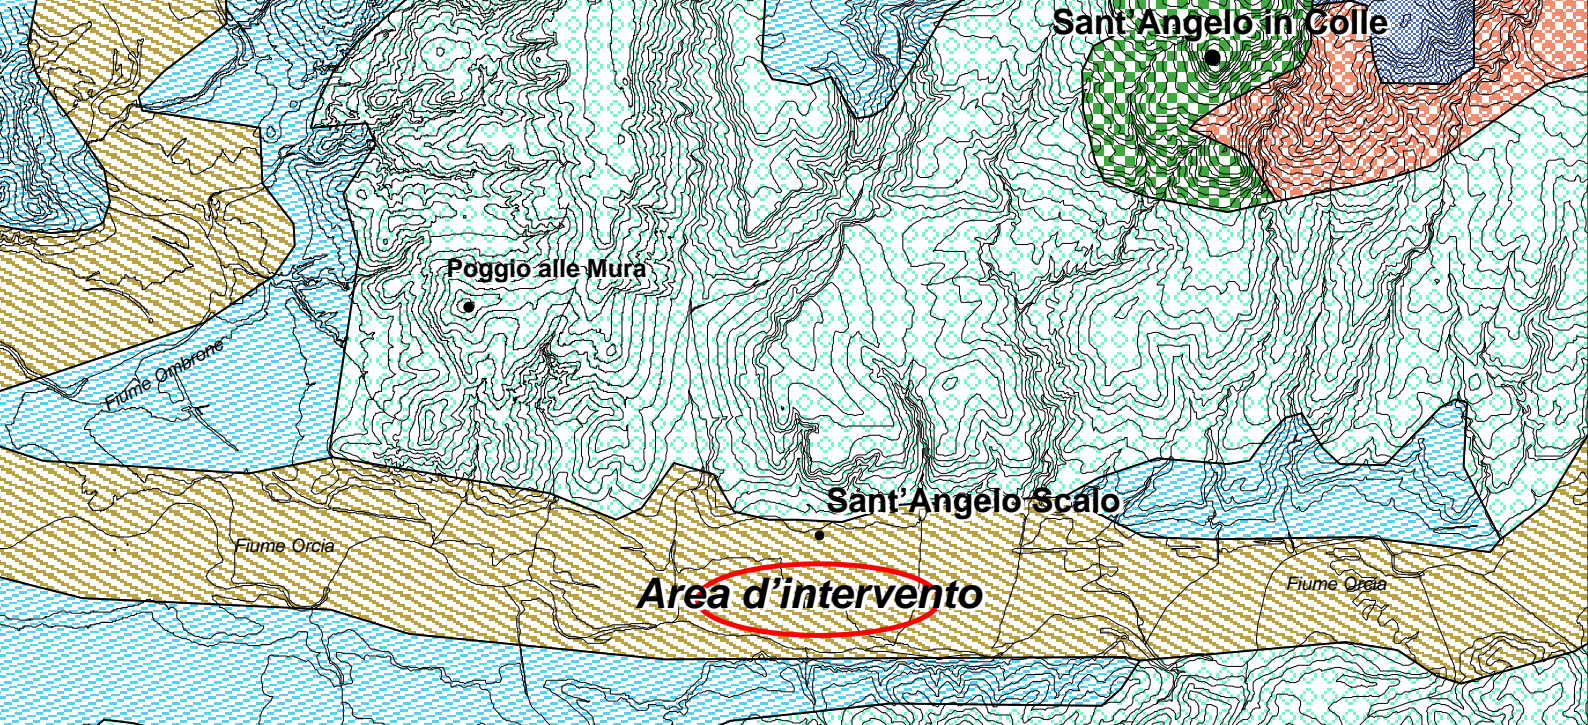 Sant'Angelo in Colle
Poggio alle Mura
Fiume Ombrone
Sant'Angelo Scalo
Fiume Orcia
Fiume Orcia
Area d'intervento